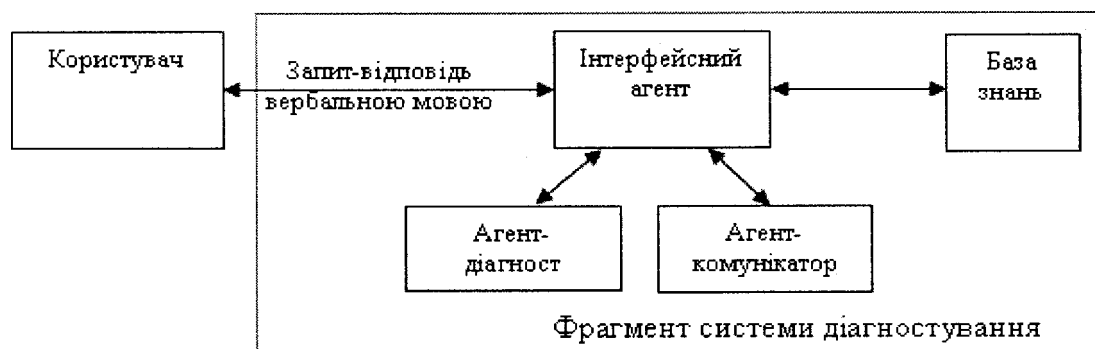 Користувач
Запит-відповідь
вербальною мовою
Інтерфейсний
агент
База
знань
Агент-
діагност
Агент-
комунікатор
Фрагмент системи діагностування